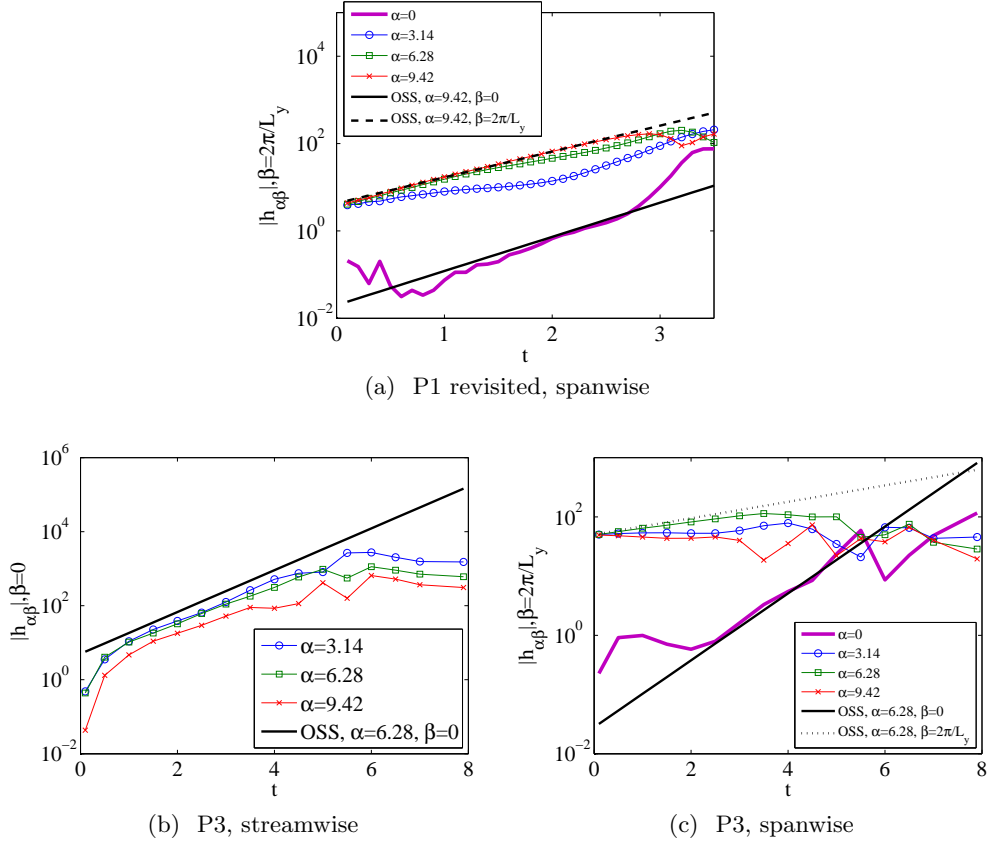 α=0
α=3.14
α=6.28
α=9.42
OSS, α=9.42, β=0
OSS, α=9.42, β=2π/L_y
|h_αβ|,β=2π/L_y
10^4
10^2
10^0
10^−2
0
1
2
3
t
(a) P1 revisited, spanwise
|h_αβ|,β=0
10^6
10^4
10^2
10^0
10^−2
0
2
4
6
8
t
α=3.14
α=6.28
α=9.42
OSS, α=6.28, β=0
(b) P3, streamwise
|h_αβ|,β=2π/L_y
10^2
10^0
10^−2
0
2
4
6
8
t
α=0
α=3.14
α=6.28
α=9.42
OSS, α=6.28, β=0
OSS, α=6.28, β=2π/L_y
(c) P3, spanwise